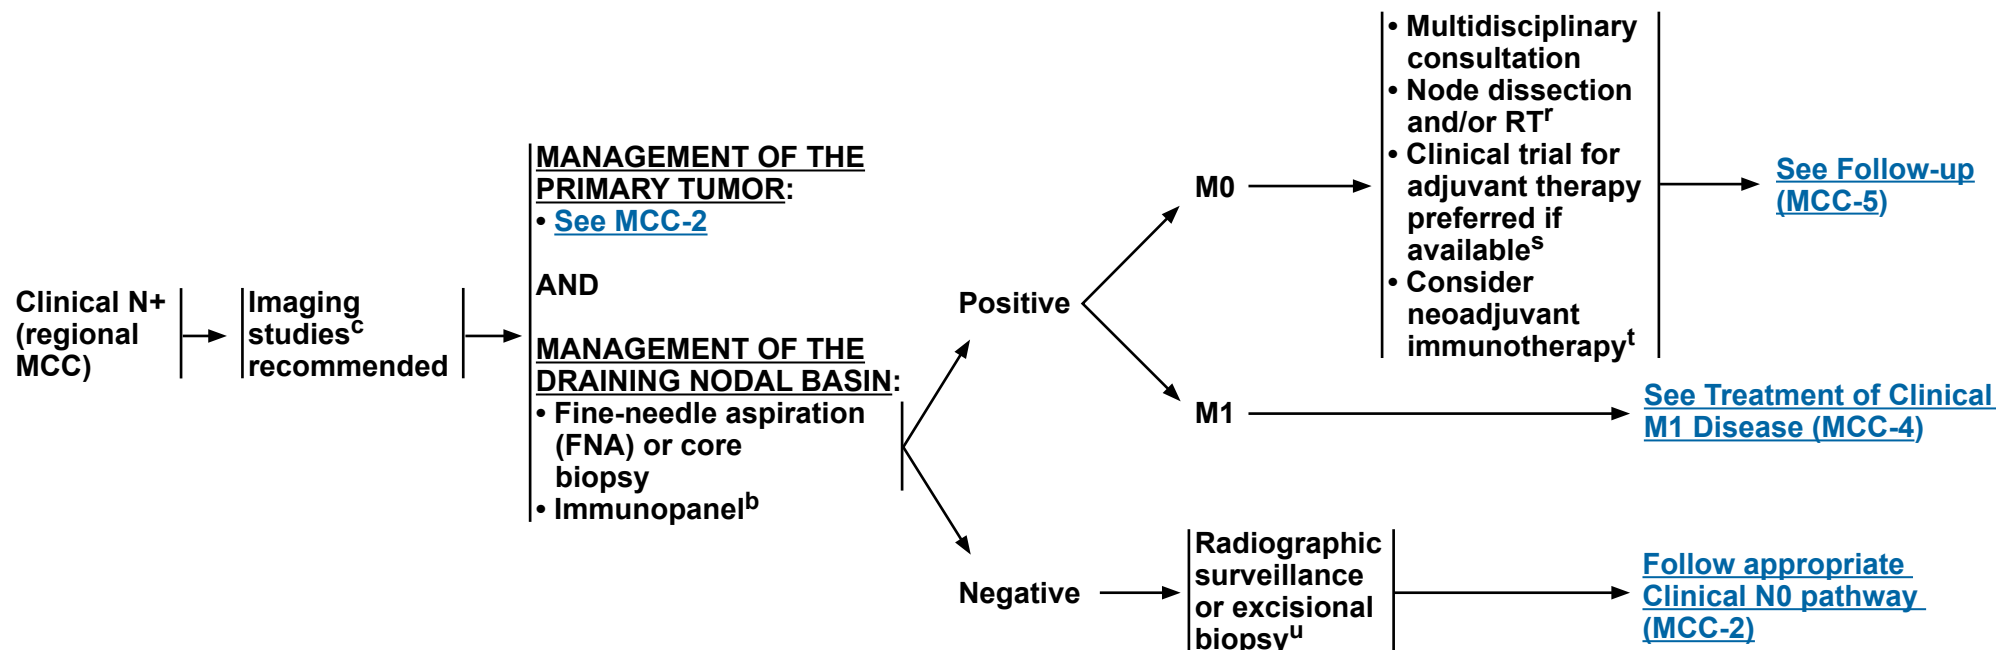 Clinical N+
(regional
MCC)
Imaging
studiesᶜ
recommended
MANAGEMENT OF THE
PRIMARY TUMOR:
• See MCC-2
AND
MANAGEMENT OF THE
DRAINING NODAL BASIN:
• Fine-needle aspiration
(FNA) or core
biopsy
• Immunopanelᵇ
Positive
M0
• Multidisciplinary
consultation
• Node dissection
and/or RTʳ
• Clinical trial for
adjuvant therapy
preferred if
availableˢ
• Consider
neoadjuvant
immunotherapyᵗ
See Follow-up
(MCC-5)
M1
See Treatment of Clinical
M1 Disease (MCC-4)
Negative
Radiographic
surveillance
or excisional
biopsyᵘ
Follow appropriate
Clinical N0 pathway
(MCC-2)